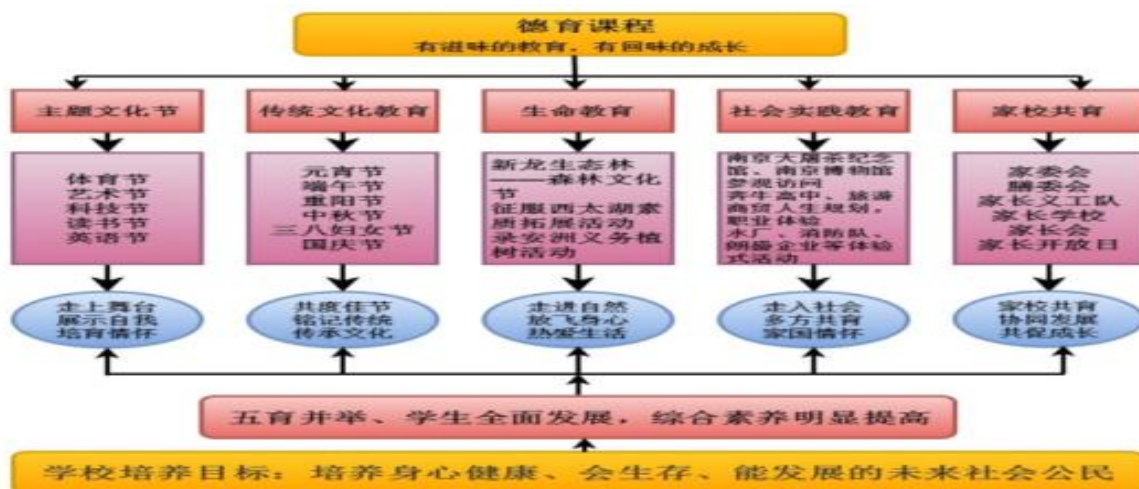 德育课程
有滋味的教育，有回味的成长
主题文化节
传统文化教育
生命教育
社会实践教育
家校共育
体育节
艺术节
科技节
读书节
英语节
元宵节
端午节
重阳节
中秋节
三八妇女节
国庆节
新龙生态林
——森林文化
节
征服西太湖素
质拓展活动
录安洲义务植
树活动
南京大屠杀纪念
馆、南京博物馆
参观访问
奔牛高中、旅游
商贸人生规划，
职业体验
水厂、消防队、
朗盛企业等体验
式活动
家委会
膳委会
家长义工队
家长学校
家长会
家长开放日
走上舞台
展示自我
培育情怀
共度佳节
铭记传统
传承文化
走进自然
放飞身心
热爱生活
走入社会
多方共育
家国情怀
家校共育
协同发展
共促成长
五育并举、学生全面发展，综合素养明显提高
学校培养目标：培养身心健康、会生存、能发展的未来社会公民